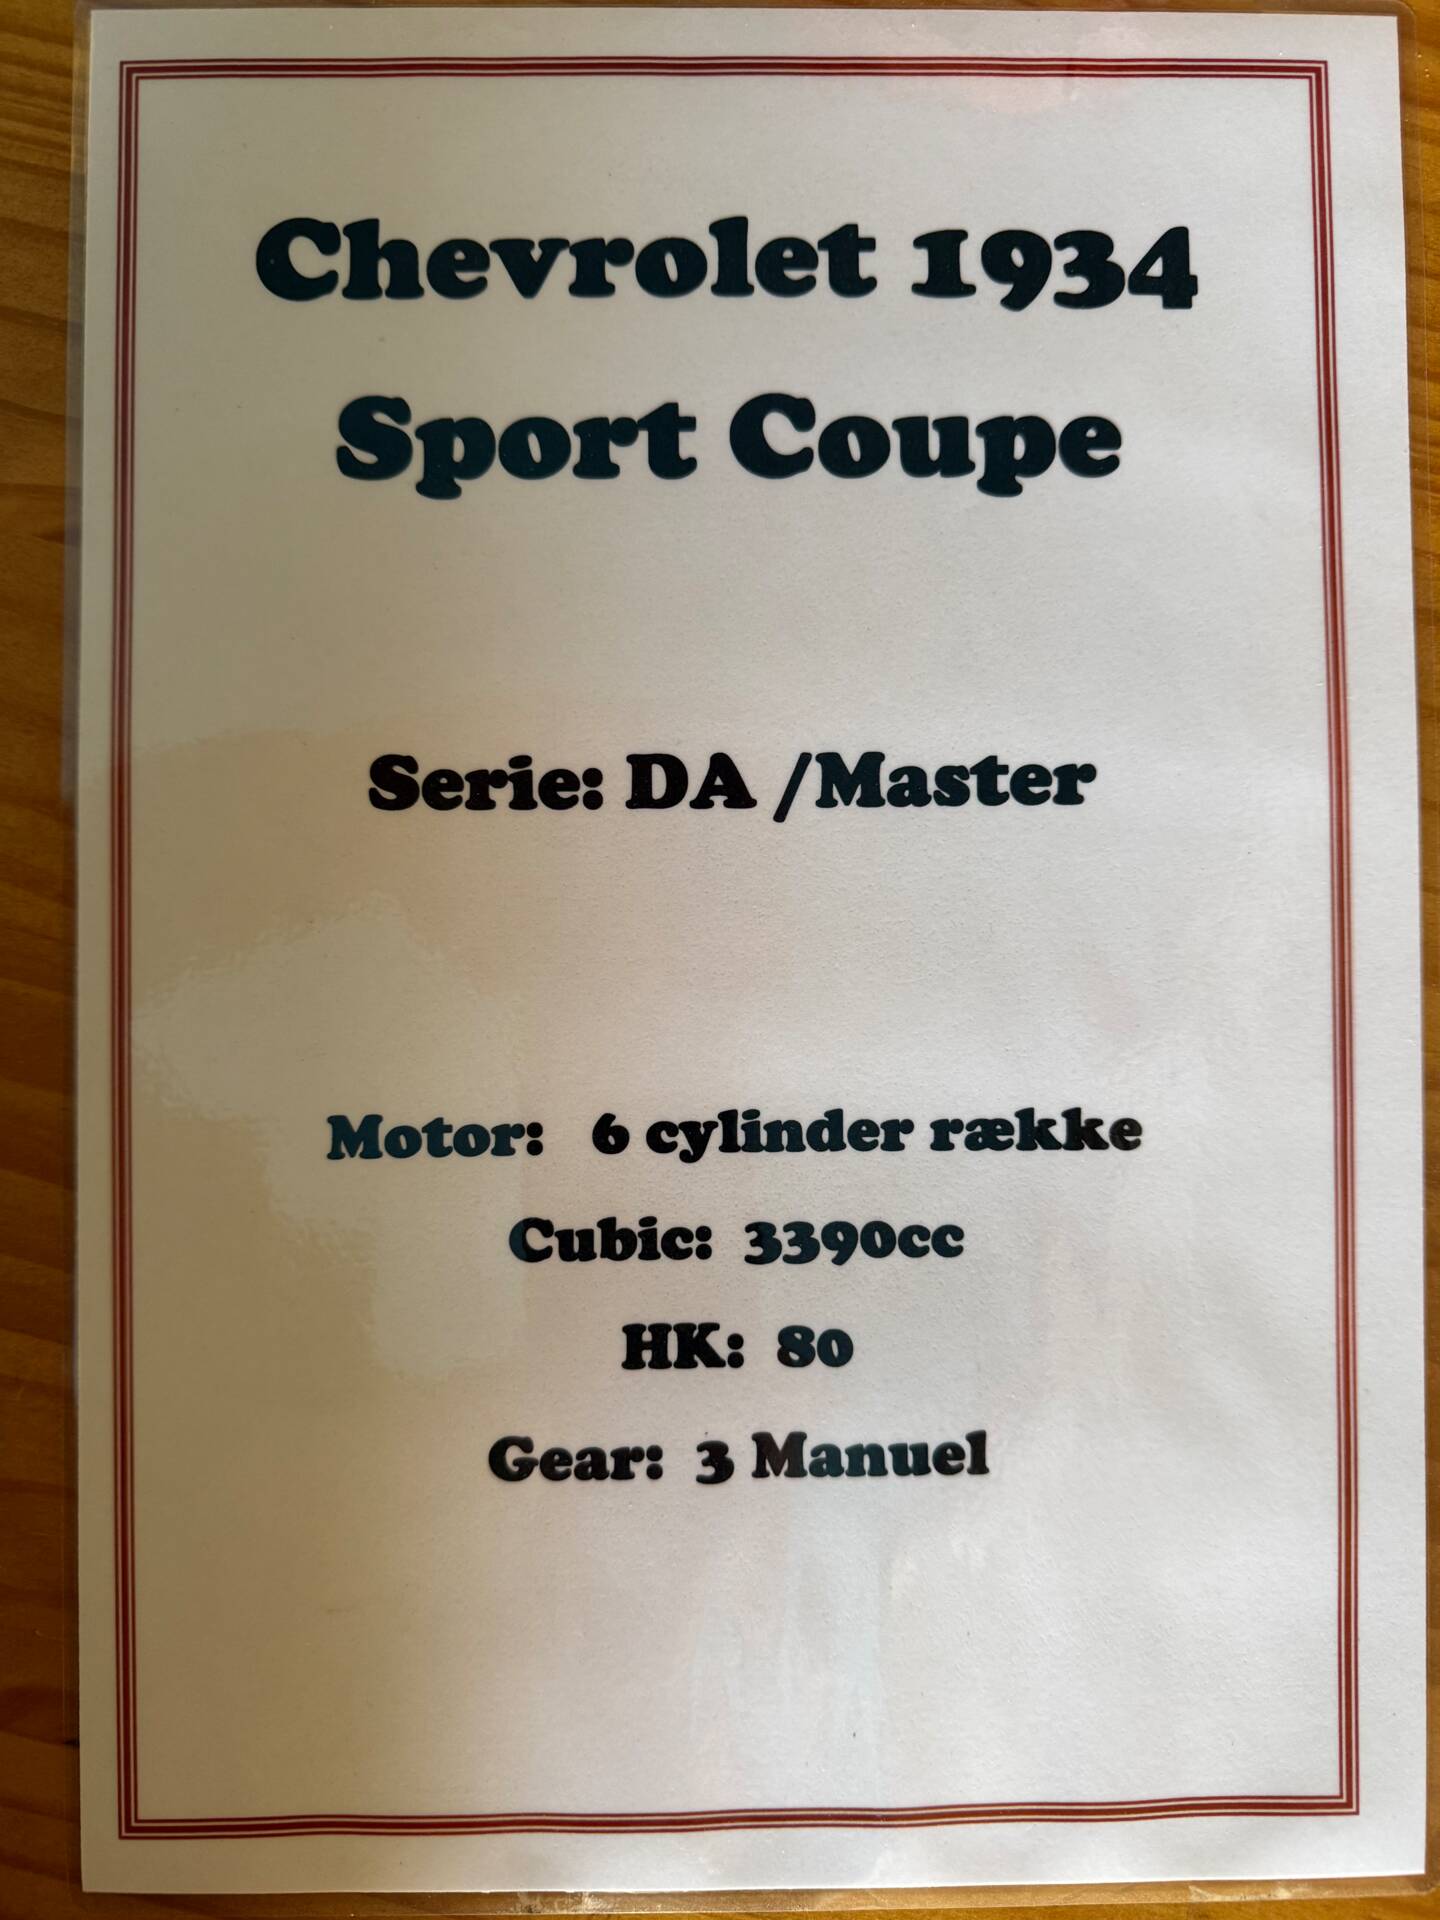 Chevrolet 1934
Sport Coupe
Serie: DA /Master
Motor: 6 cylinder række
Cubic: 3390cc
HK: 80
Gear: 3 Manuel